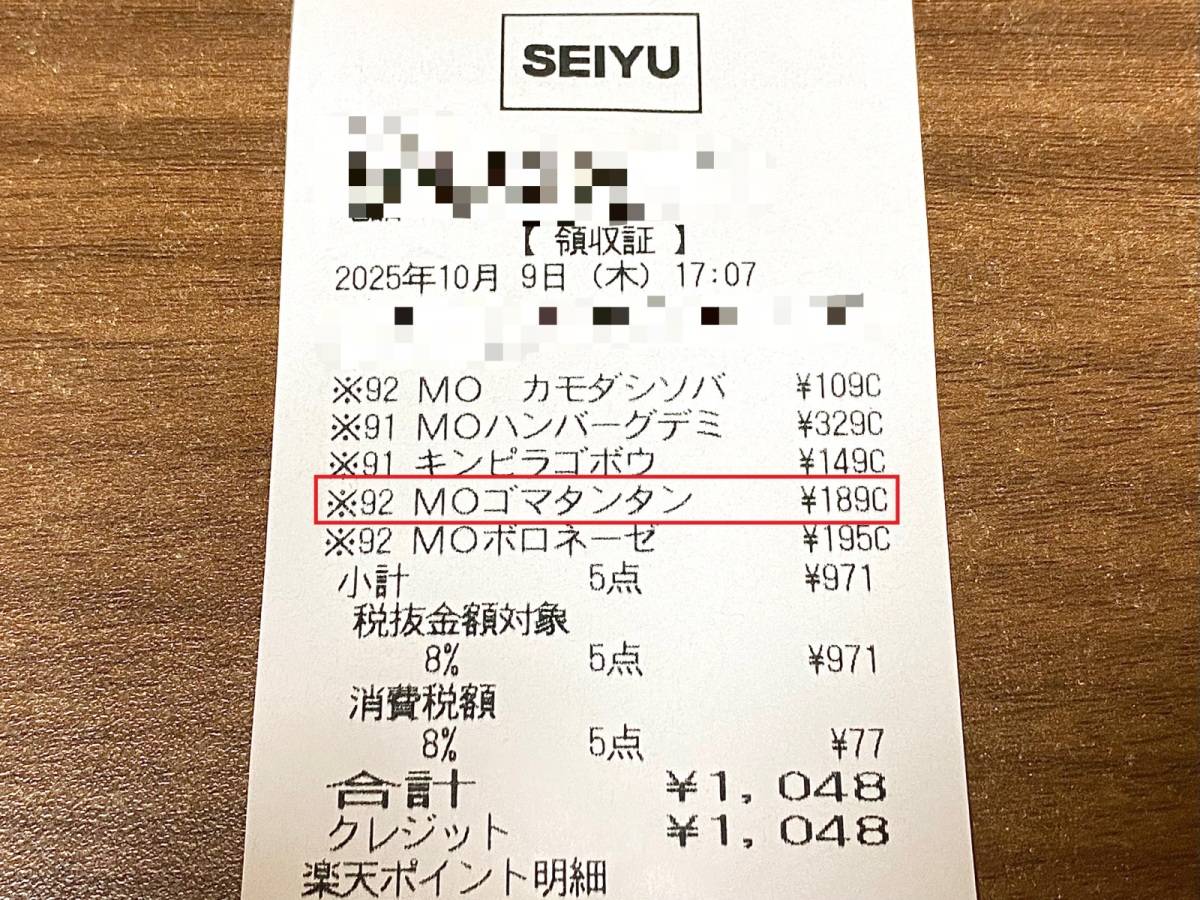 SEIYU
【 領収証 】
2025年10月 9日 (木) 17:07
※92 MO カモダシソバ ¥109C
※91 MOハンバーグデミ ¥329C
※91 キンピラゴボウ ¥149C
※92 MOゴマタンタン ¥189C
※92 MOボロネーゼ ¥195C
小計 5点 ¥971
税抜金額対象
8% 5点 ¥971
消費税額
8% 5点 ¥77
合計 ¥1,048
クレジット ¥1,048
楽天ポイント明細